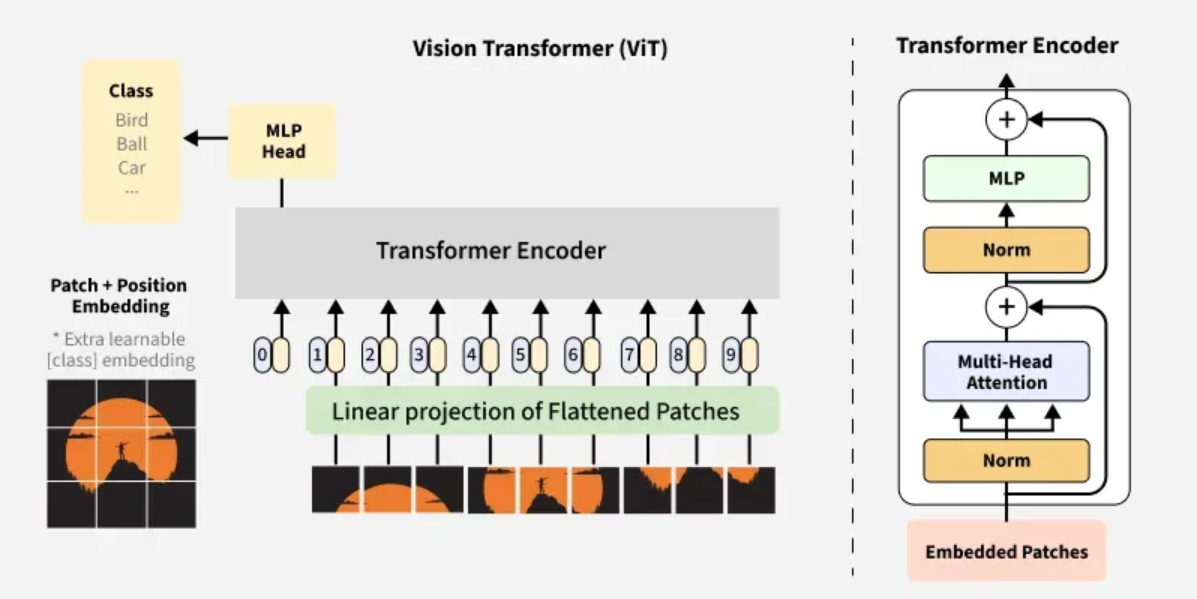 Vision Transformer (ViT)
Class
Bird
Ball
Car
...
MLP
Head
Transformer Encoder
Patch + Position
Embedding
* Extra learnable
[class] embedding
0 1 2 3 4 5 6 7 8 9
Linear projection of Flattened Patches
Transformer Encoder
+
MLP
Norm
+
Multi-Head
Attention
Norm
Embedded Patches